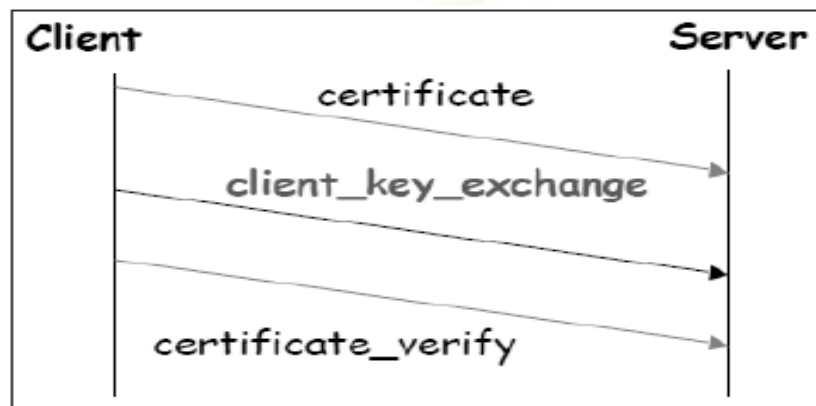 Client Server
certificate
client_key_exchange
certificate_verify